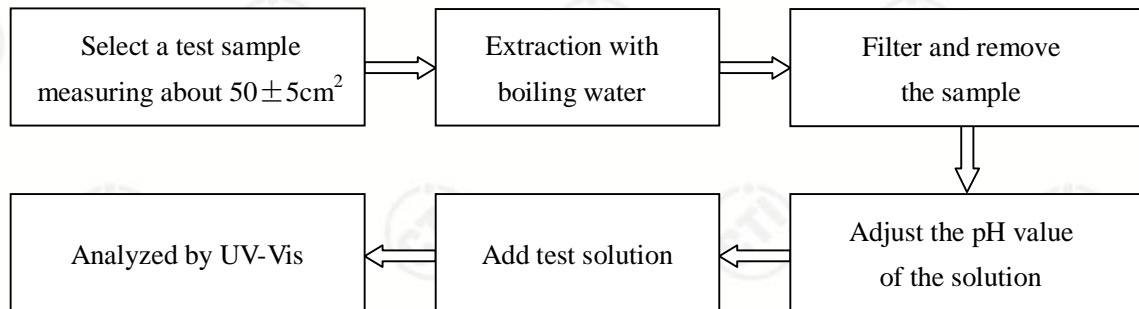 Select a test sample
measuring about 50±5cm²
Extraction with
boiling water
Filter and remove
the sample
Adjust the pH value
of the solution
Add test solution
Analyzed by UV-Vis